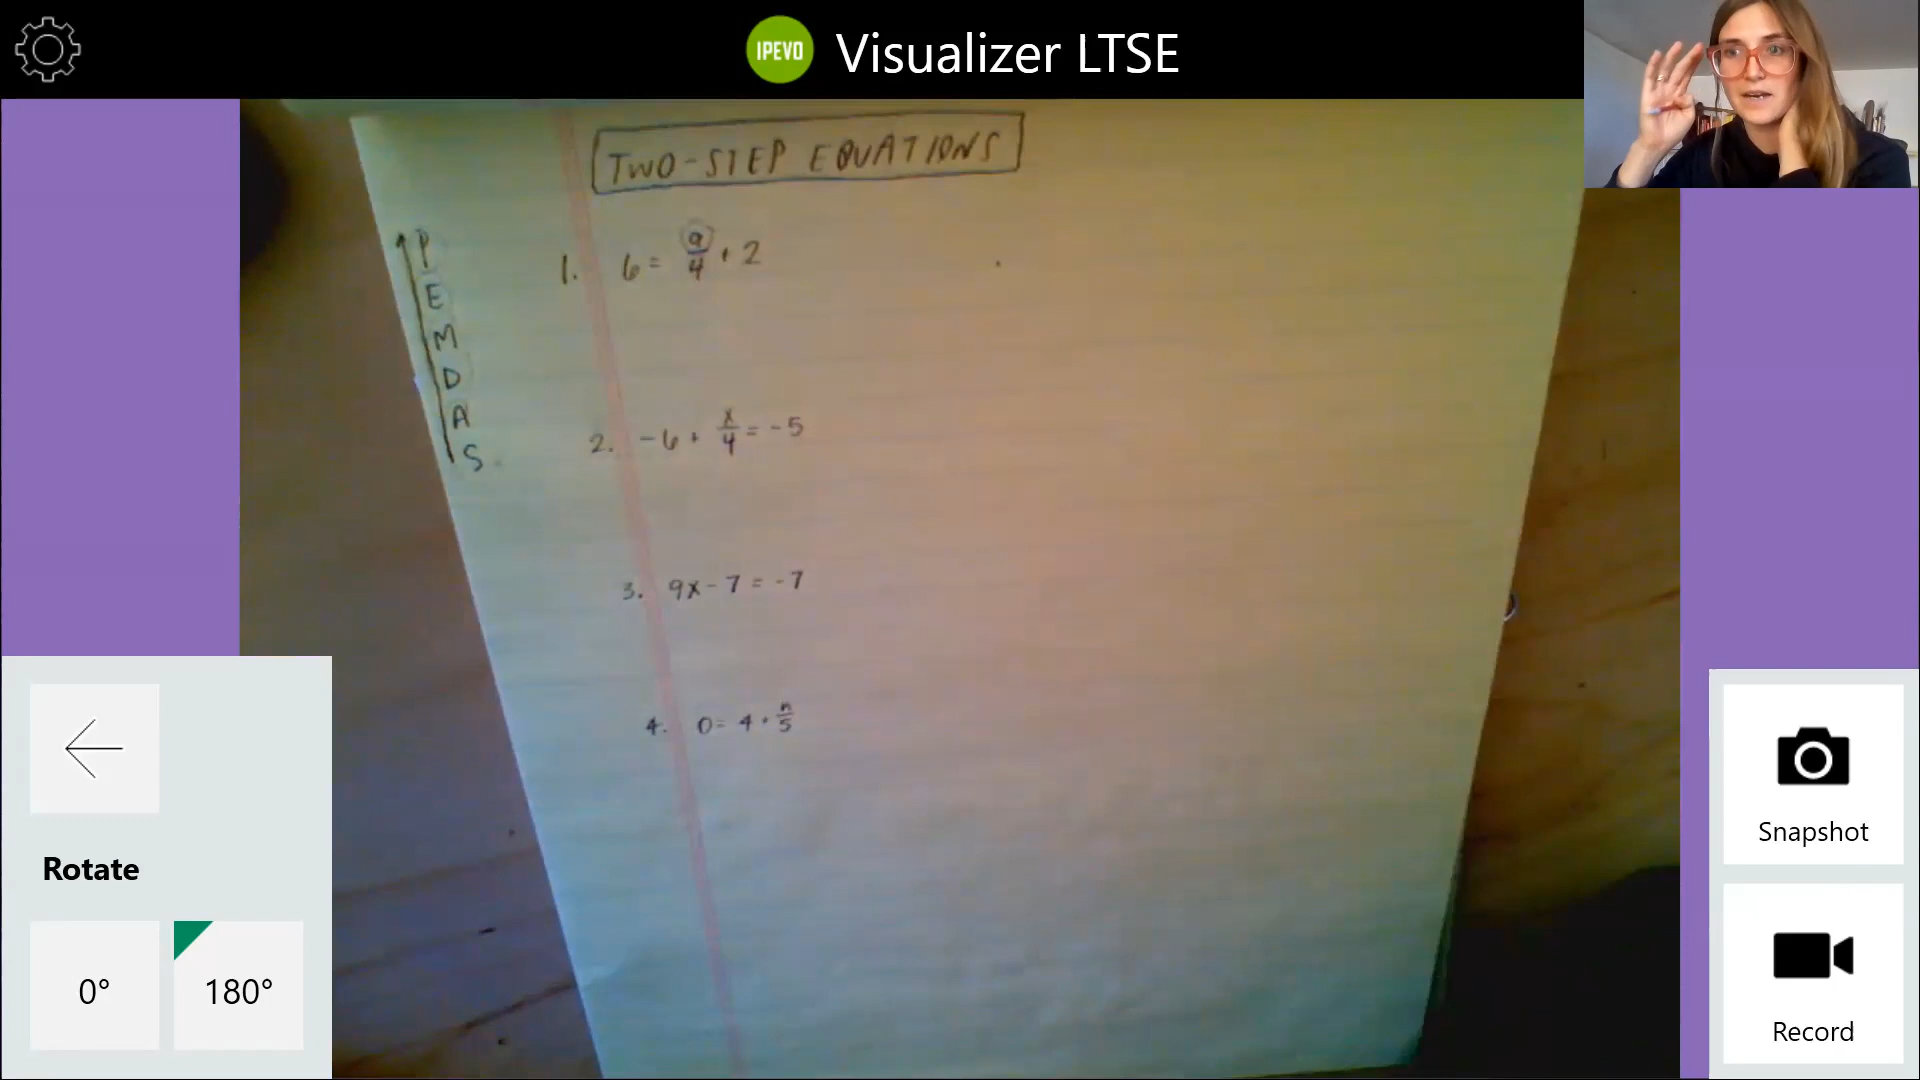 IPEVO Visualizer LTSE
TWO-STEP EQUATIONS
P
E
M
D
A
S
1. 6 = a/4 + 2
2. -6 + x/4 = -5
3. 9x - 7 = -7
4. 0 = 4 + n/5
Rotate
0° 180°
Snapshot
Record